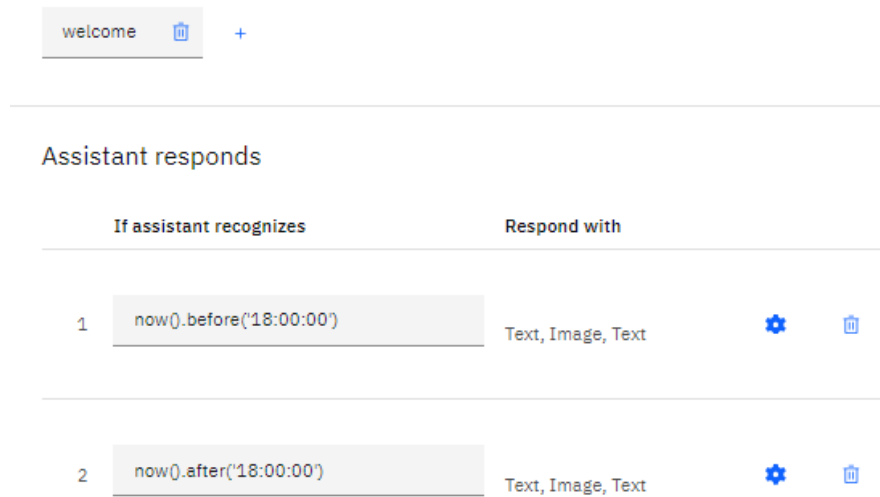 welcome
+
Assistant responds
If assistant recognizes Respond with
1 now().before('18:00:00') Text, Image, Text
2 now().after('18:00:00') Text, Image, Text